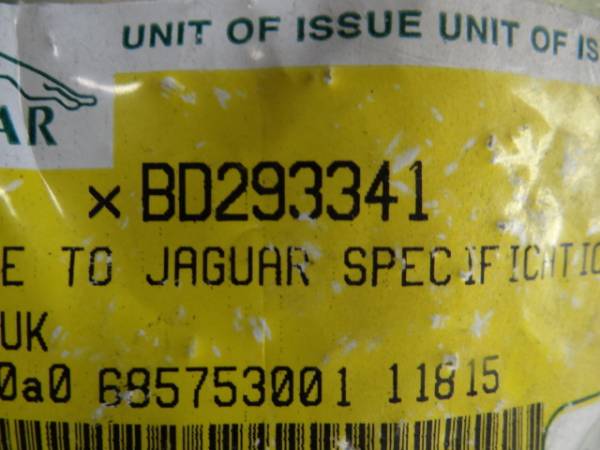 UNIT OF ISSUE UNIT OF IS
AR
×BD293341
E TO JAGUAR SPECIFICATIO
UK
0a0 685753001 11815